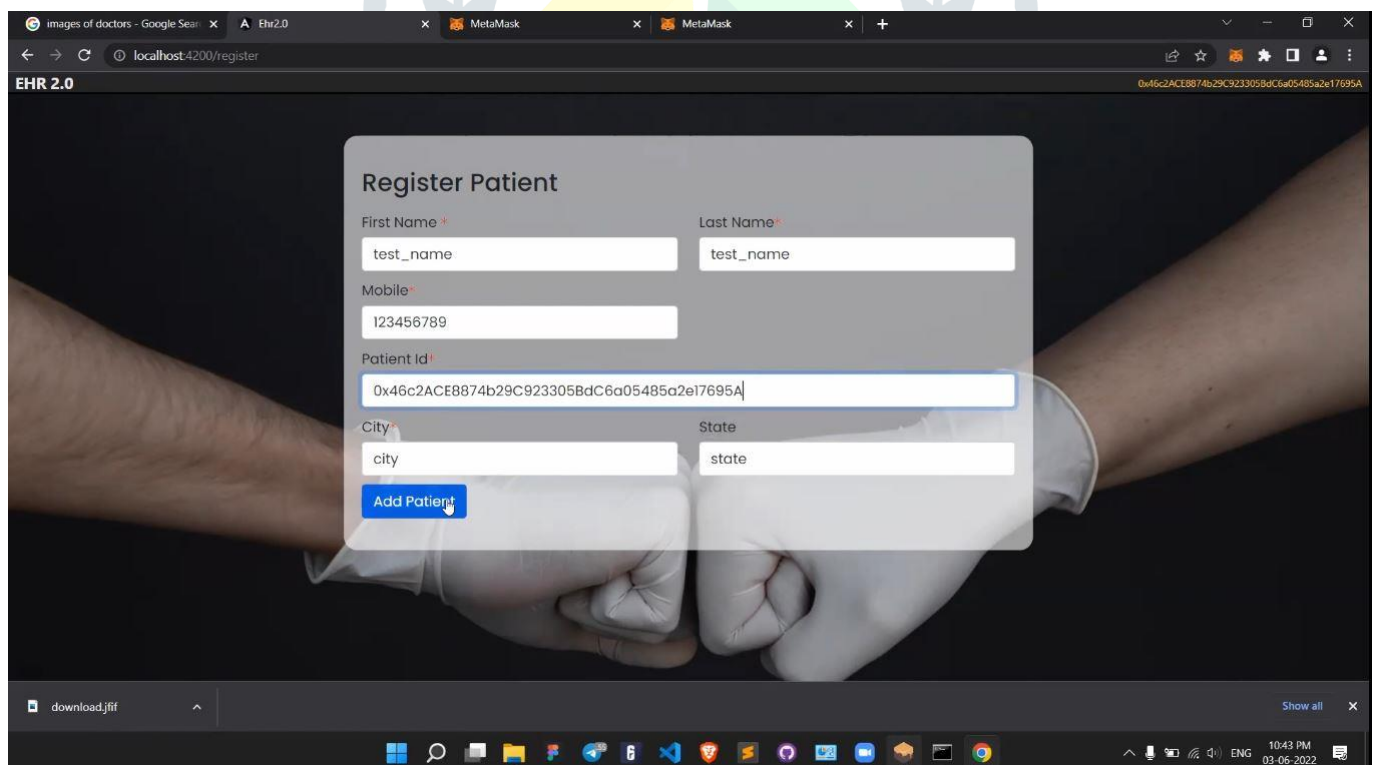 images of doctors - Google Sear
Ehr2.0
MetaMask
MetaMask
localhost:4200/register
EHR 2.0
0x46c2ACE8874b29C923305BdC6a05485a2e17695A
Register Patient
First Name *
Last Name*
test_name
test_name
Mobile*
123456789
Patient Id*
0x46c2ACE8874b29C923305BdC6a05485a2e17695A
City*
State
city
state
Add Patient
download.jfif
Show all
ENG
10:43 PM
03-06-2022